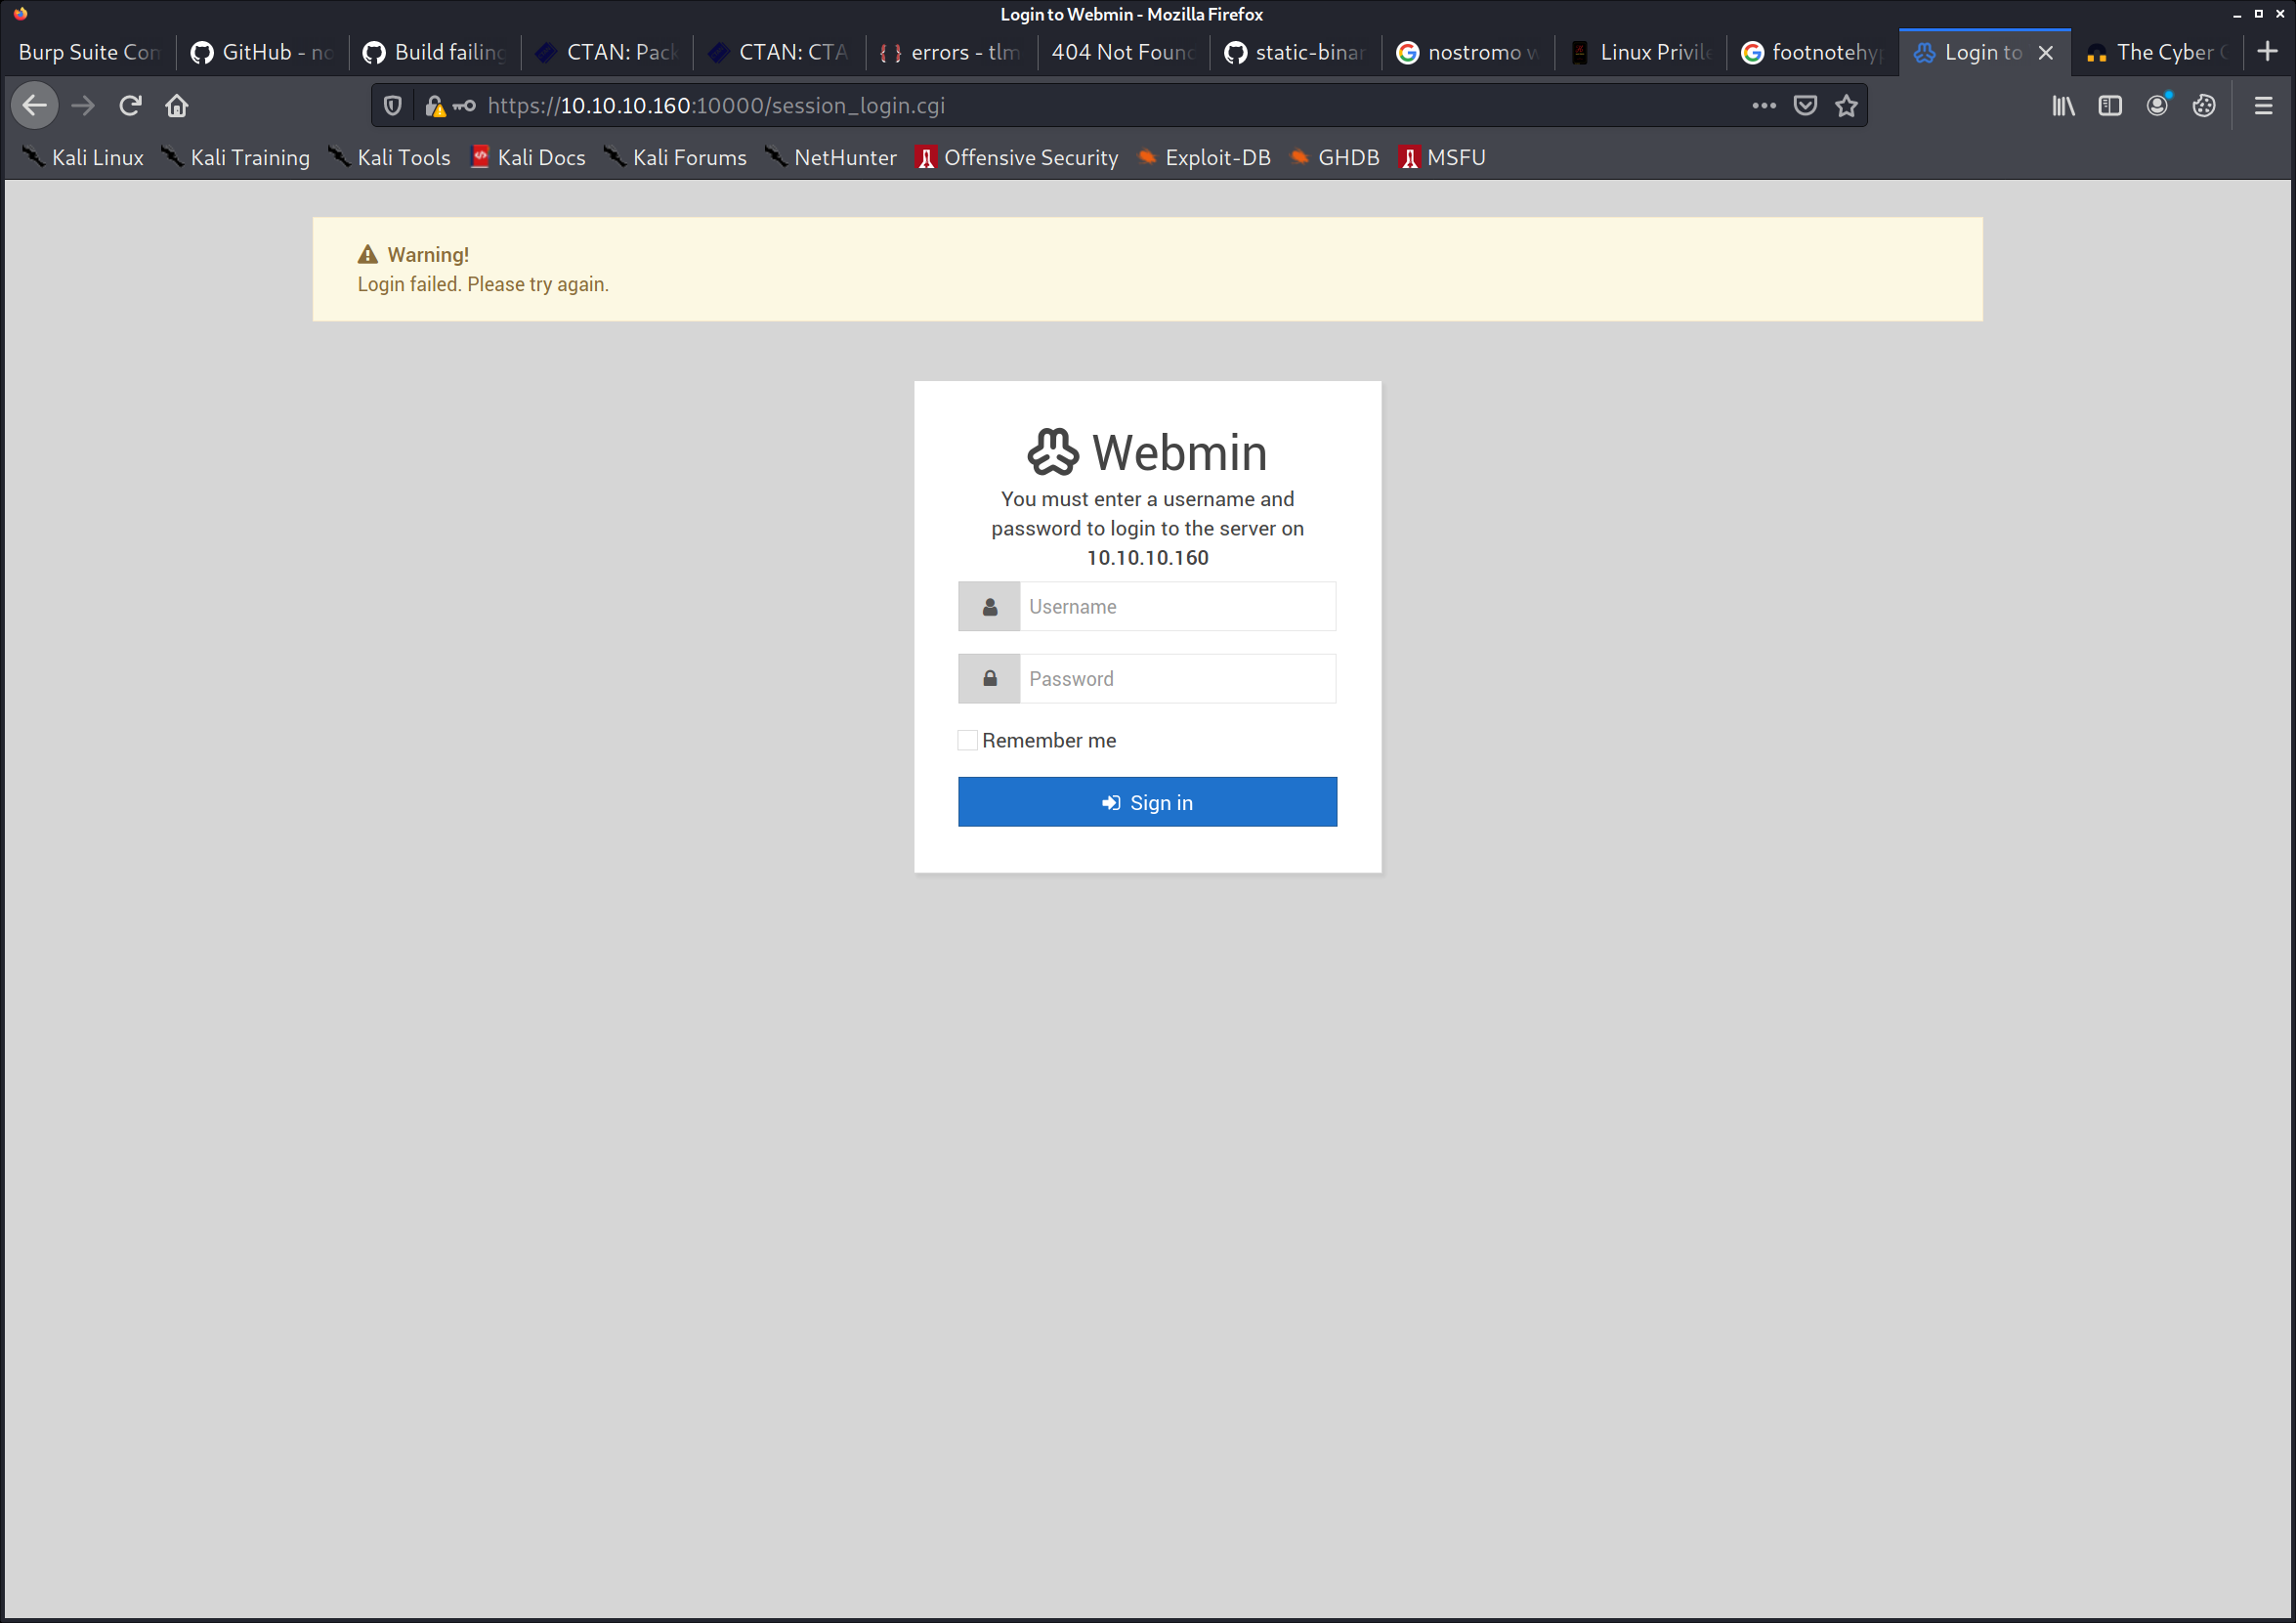 Login to Webmin - Mozilla Firefox
Burp Suite Con GitHub - no Build failing CTAN: Pack CTAN: CTA errors - tlm 404 Not Found static-binar nostromo w Linux Privile footnotehyp Login to The Cyber C
https://10.10.10.160:10000/session_login.cgi
Kali Linux Kali Training Kali Tools Kali Docs Kali Forums NetHunter Offensive Security Exploit-DB GHDB MSFU
Warning!
Login failed. Please try again.
Webmin
You must enter a username and
password to login to the server on
10.10.10.160
Username
Password
Remember me
Sign in